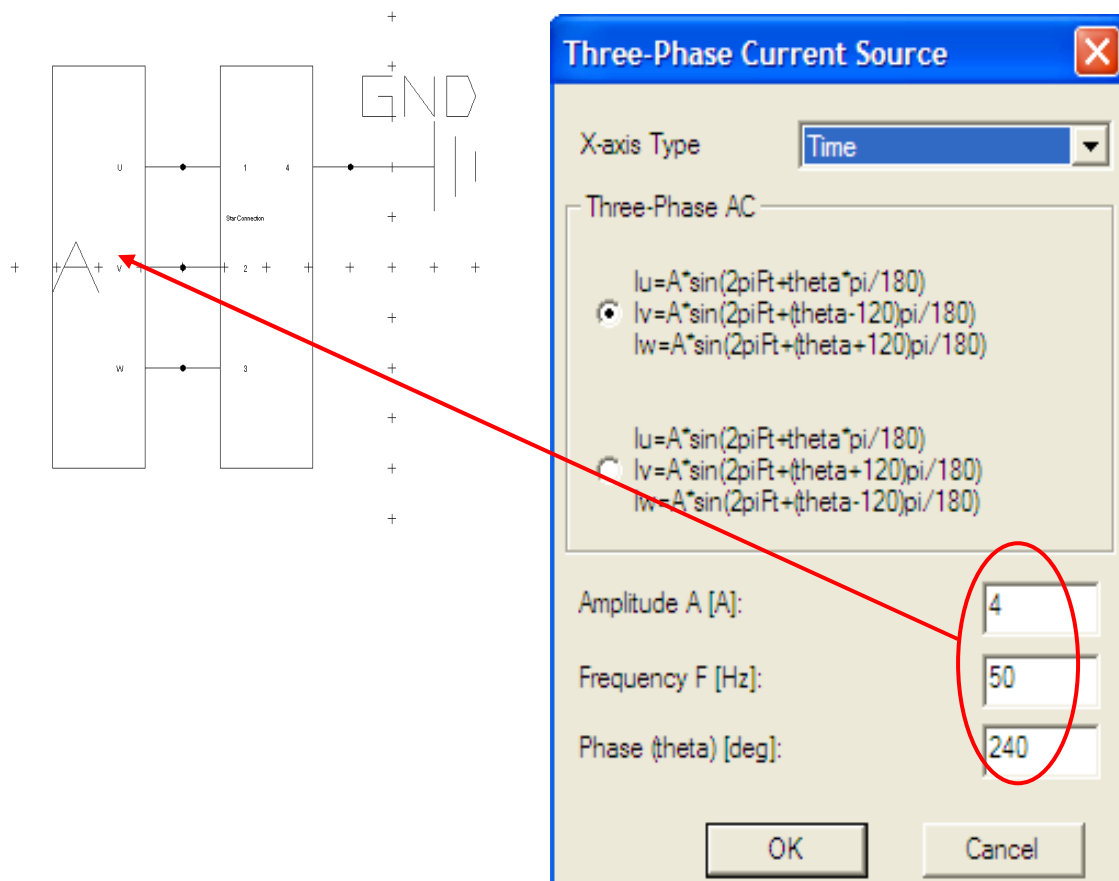 GND
U
1
4
Star Connection
A
V
2
W
3
Three-Phase Current Source
X-axis Type
Time
Three-Phase AC
Iu=A*sin(2piFt+theta*pi/180)
Iv=A*sin(2piFt+(theta-120)pi/180)
Iw=A*sin(2piFt+(theta+120)pi/180)
Iu=A*sin(2piFt+theta*pi/180)
Iv=A*sin(2piFt+(theta+120)pi/180)
Iw=A*sin(2piFt+(theta-120)pi/180)
Amplitude A [A]:
4
Frequency F [Hz]:
50
Phase (theta) [deg]:
240
OK
Cancel